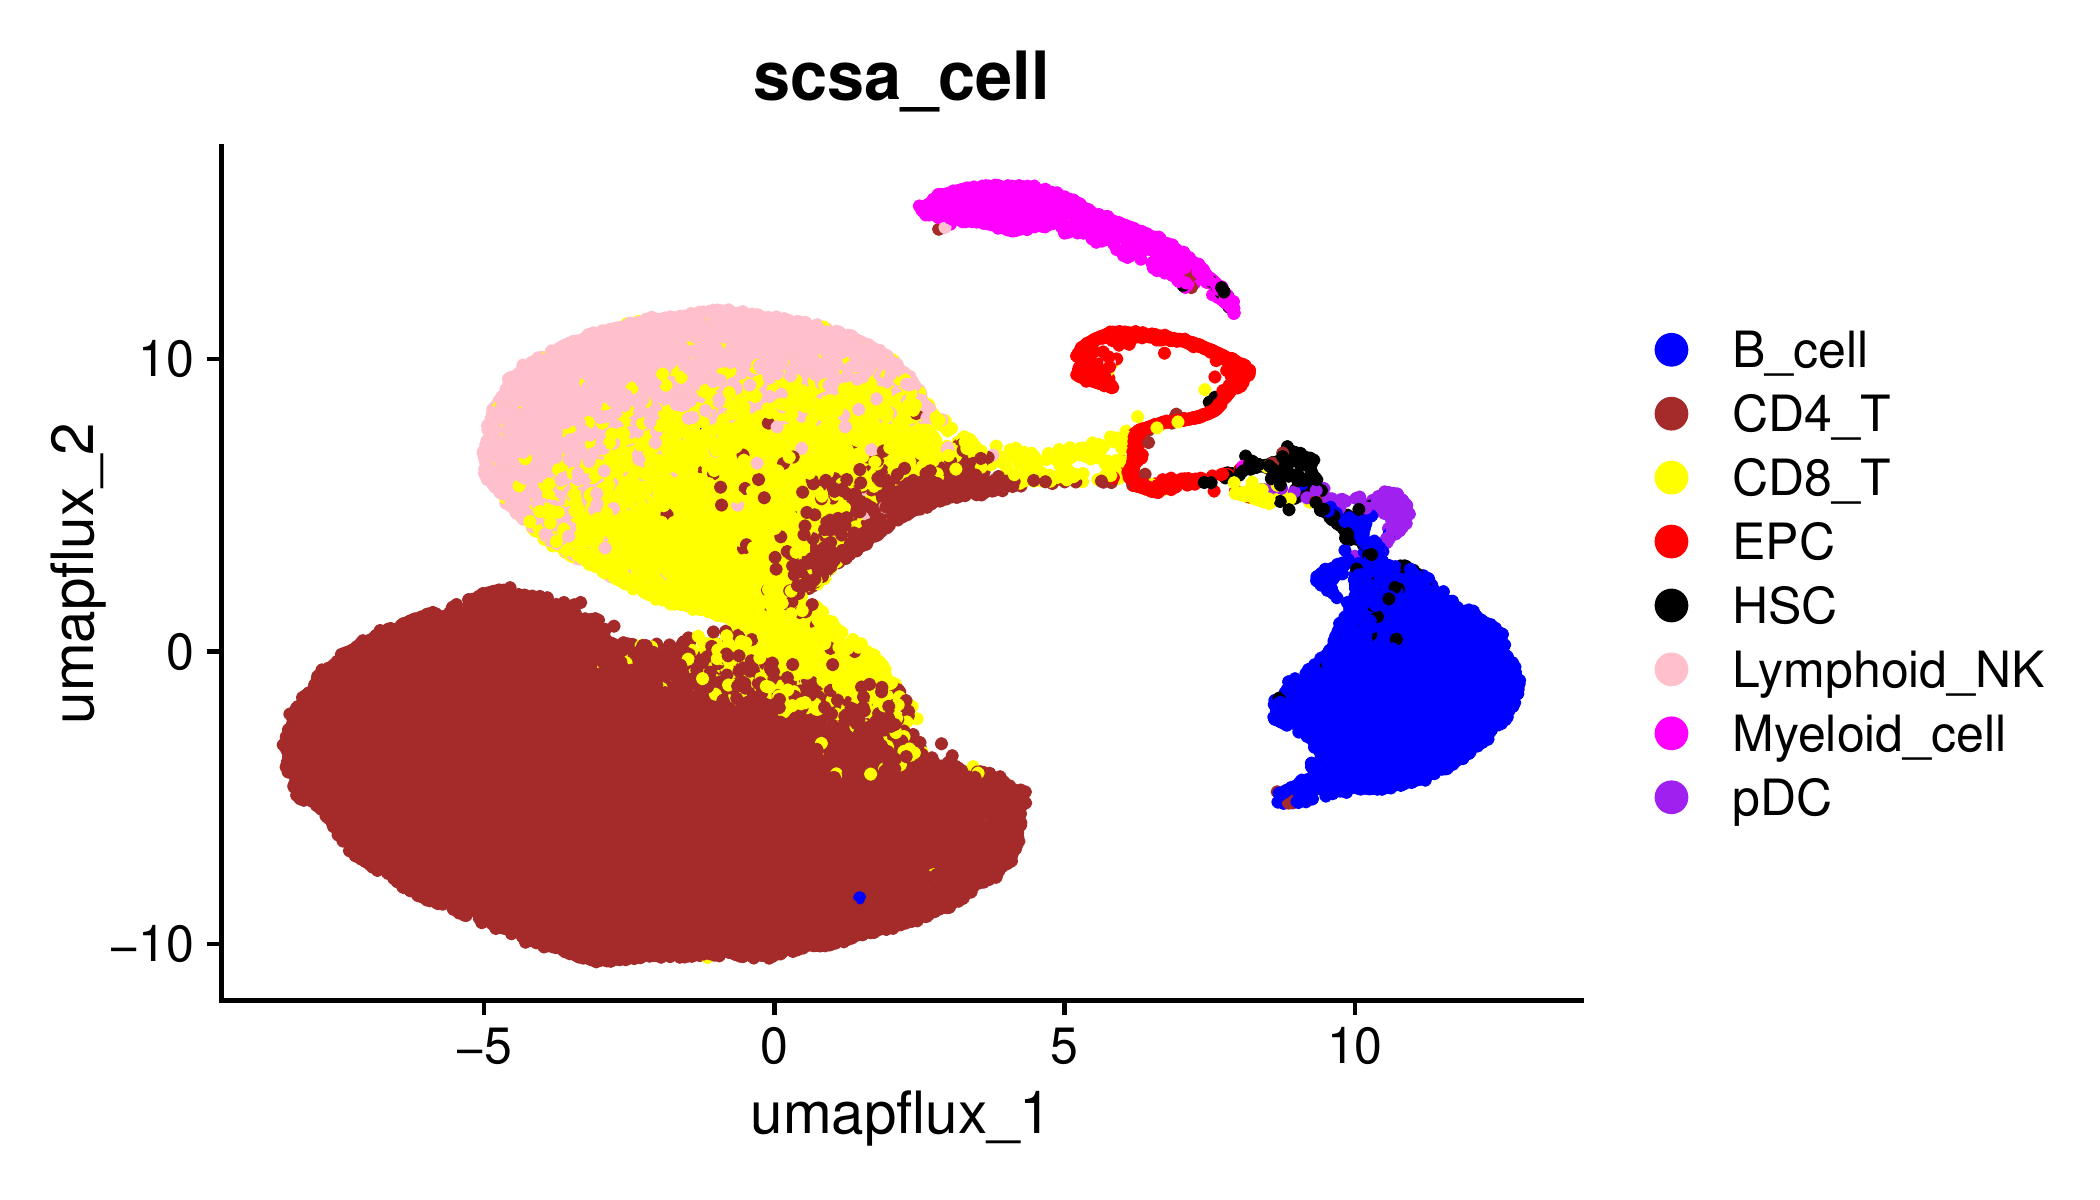 scsa_cell
umapflux_2
10
0
−10
−5
0
5
10
umapflux_1
B_cell
CD4_T
CD8_T
EPC
HSC
Lymphoid_NK
Myeloid_cell
pDC